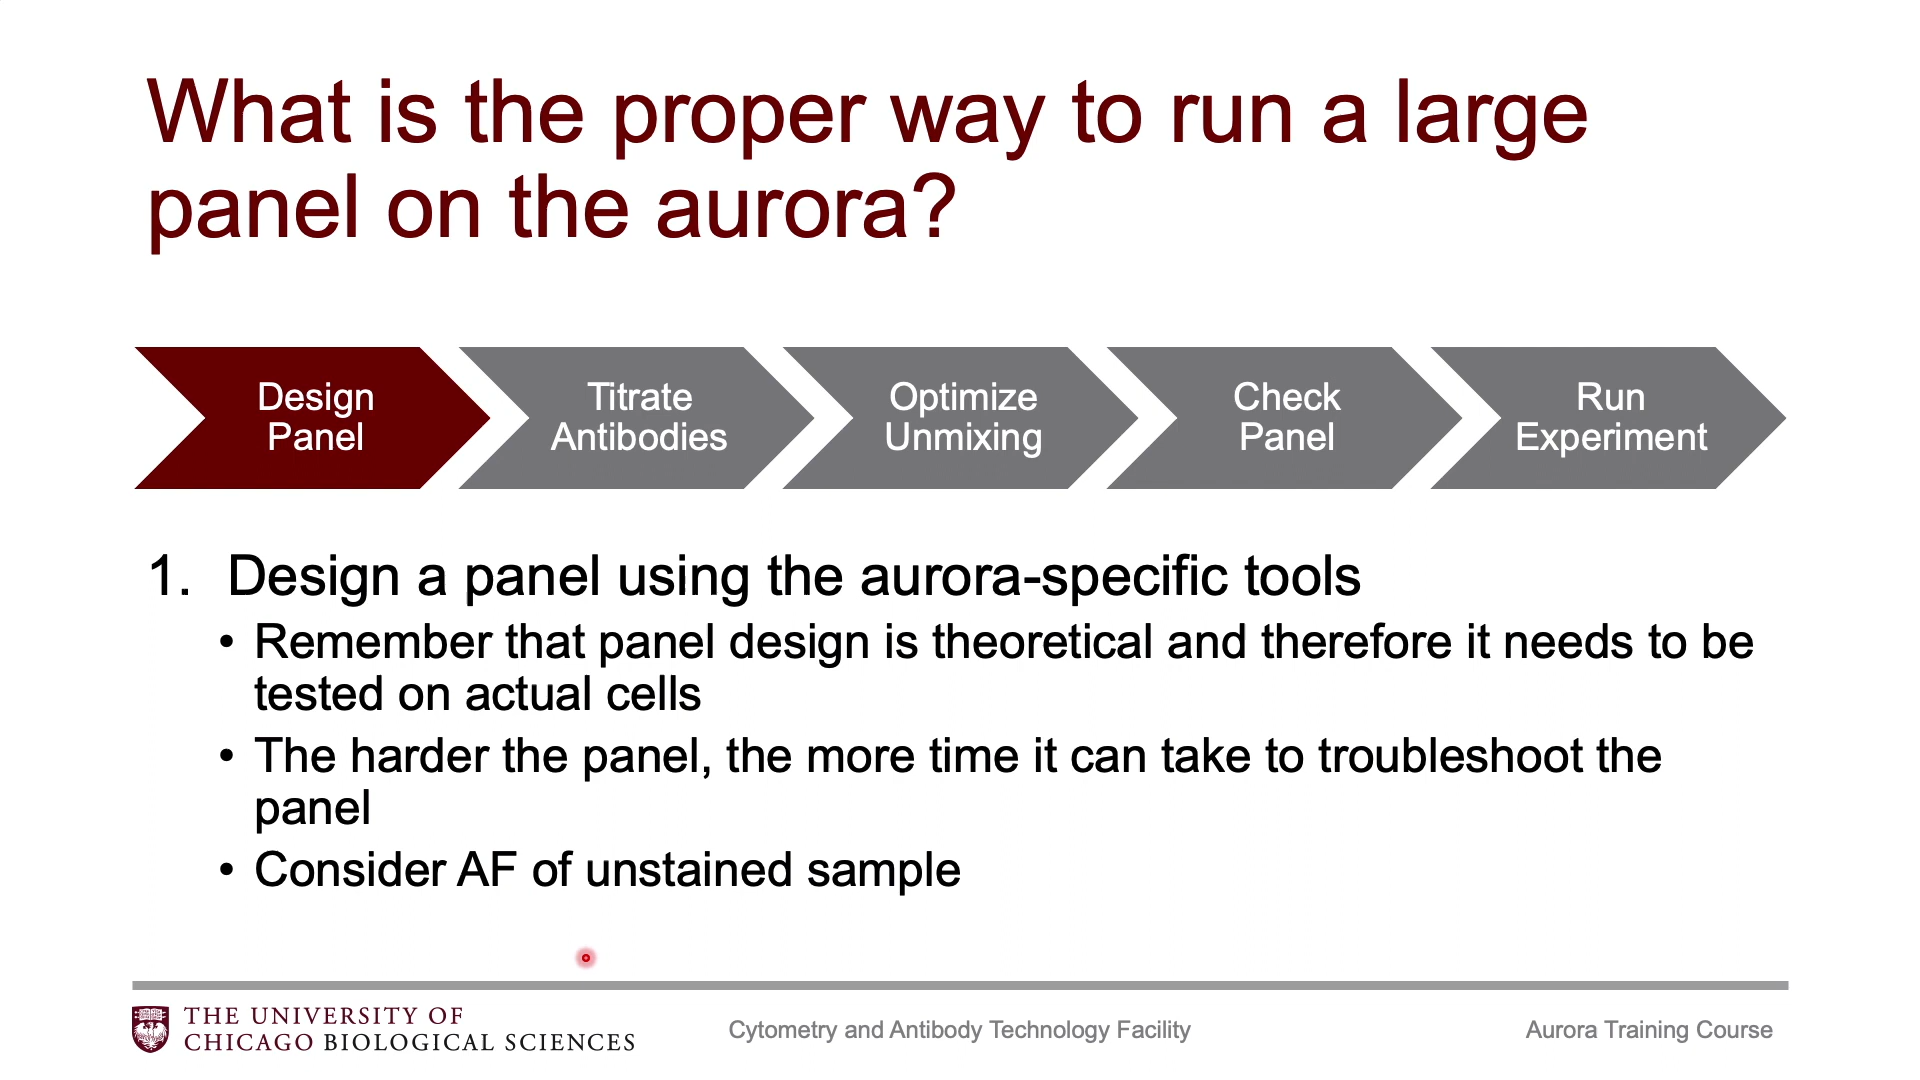 What is the proper way to run a large
panel on the aurora?
Design
Panel
Titrate
Antibodies
Optimize
Unmixing
Check
Panel
Run
Experiment
1. Design a panel using the aurora-specific tools
• Remember that panel design is theoretical and therefore it needs to be
tested on actual cells
• The harder the panel, the more time it can take to troubleshoot the
panel
• Consider AF of unstained sample
THE UNIVERSITY OF
CHICAGO BIOLOGICAL SCIENCES
Cytometry and Antibody Technology Facility
Aurora Training Course